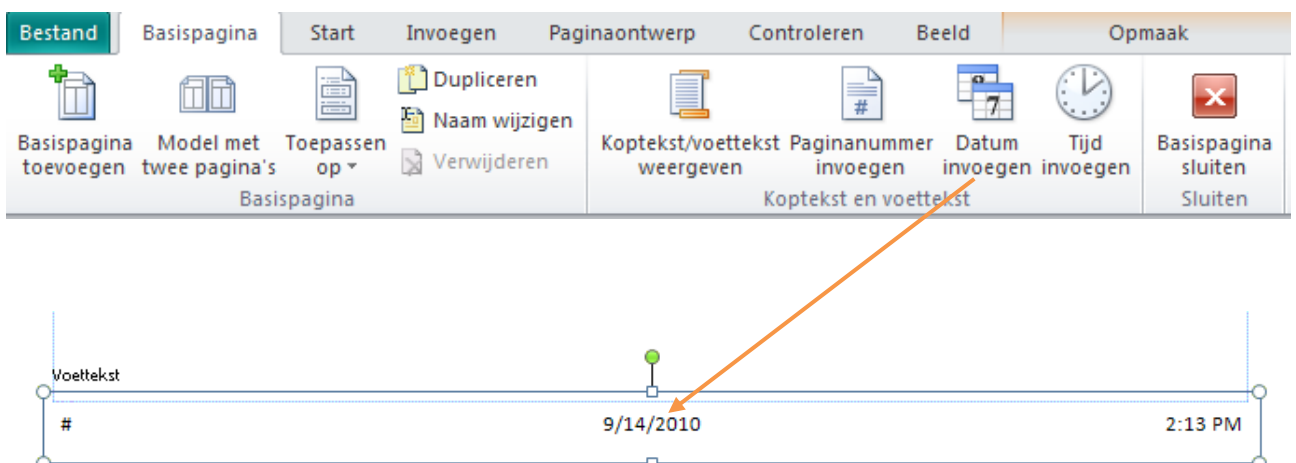 Bestand Basispagina Start Invoegen Paginaontwerp Controleren Beeld Opmaak
Basispagina toevoegen
Model met twee pagina's
Toepassen op
Dupliceren
Naam wijzigen
Verwijderen
Basispagina
Koptekst/voettekst weergeven
Paginanummer invoegen
#
Datum invoegen
7
Tijd invoegen
Koptekst en voettekst
Basispagina sluiten
Sluiten
Voettekst
# 9/14/2010 2:13 PM